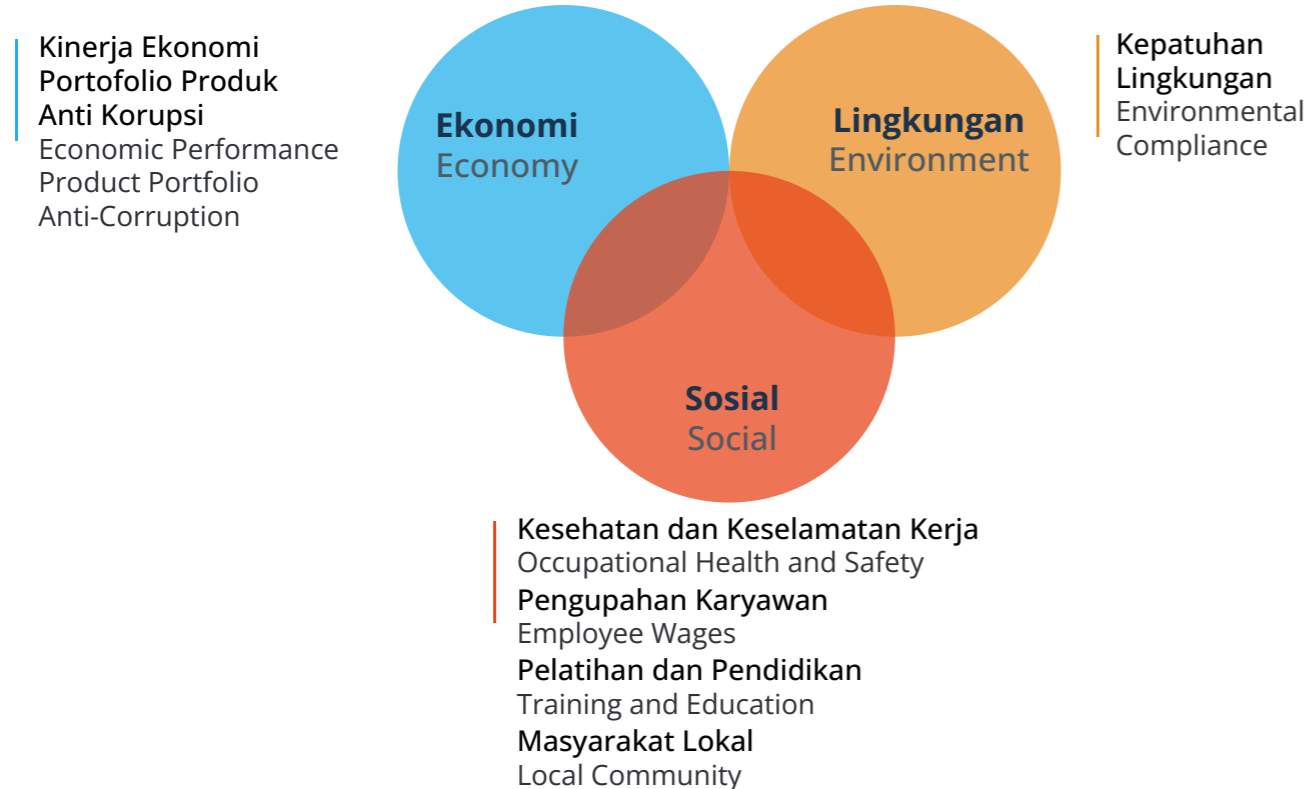 Kinerja Ekonomi
Portofolio Produk
Anti Korupsi
Economic Performance
Product Portfolio
Anti-Corruption
Ekonomi
Economy
Lingkungan
Environment
Kepatuhan
Lingkungan
Environmental
Compliance
Sosial
Social
Kesehatan dan Keselamatan Kerja
Occupational Health and Safety
Pengupahan Karyawan
Employee Wages
Pelatihan dan Pendidikan
Training and Education
Masyarakat Lokal
Local Community